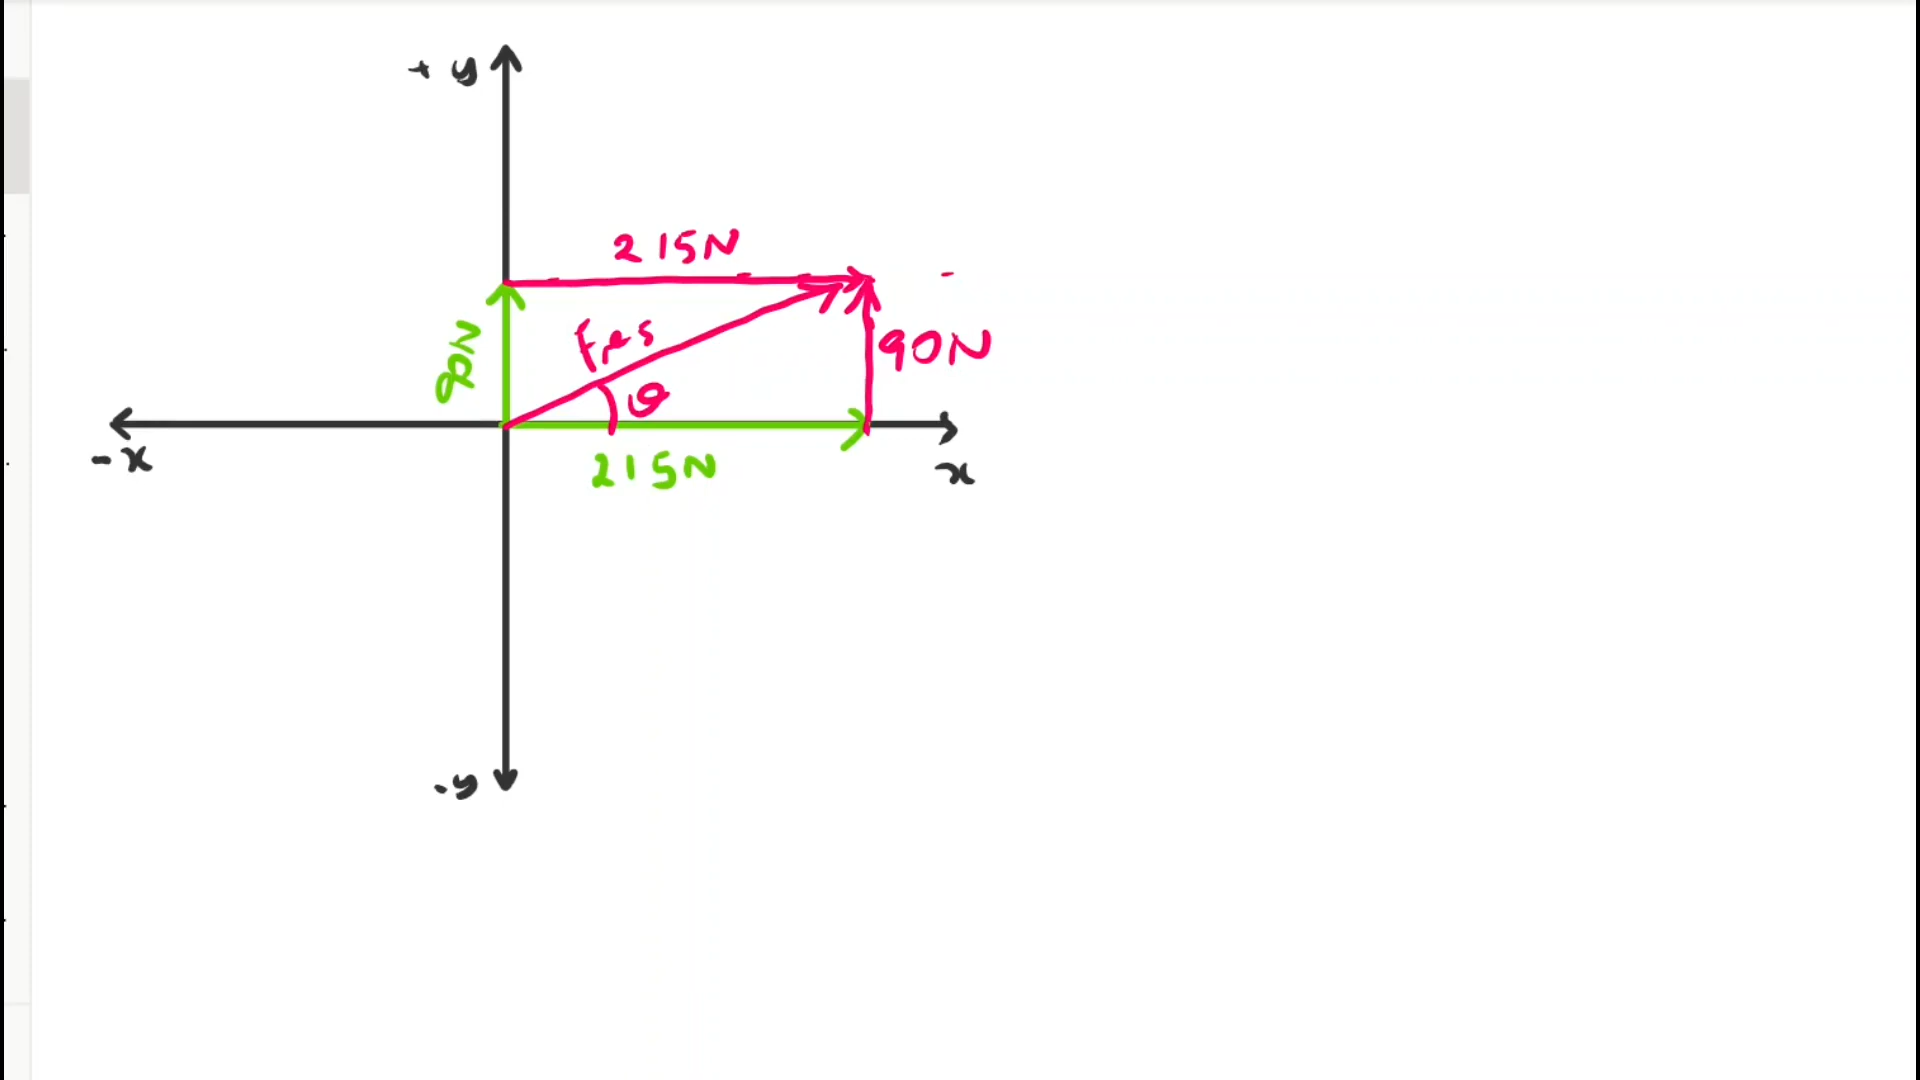 + y
215N
90N
Fres
90N
θ
-x
215N
x
-y